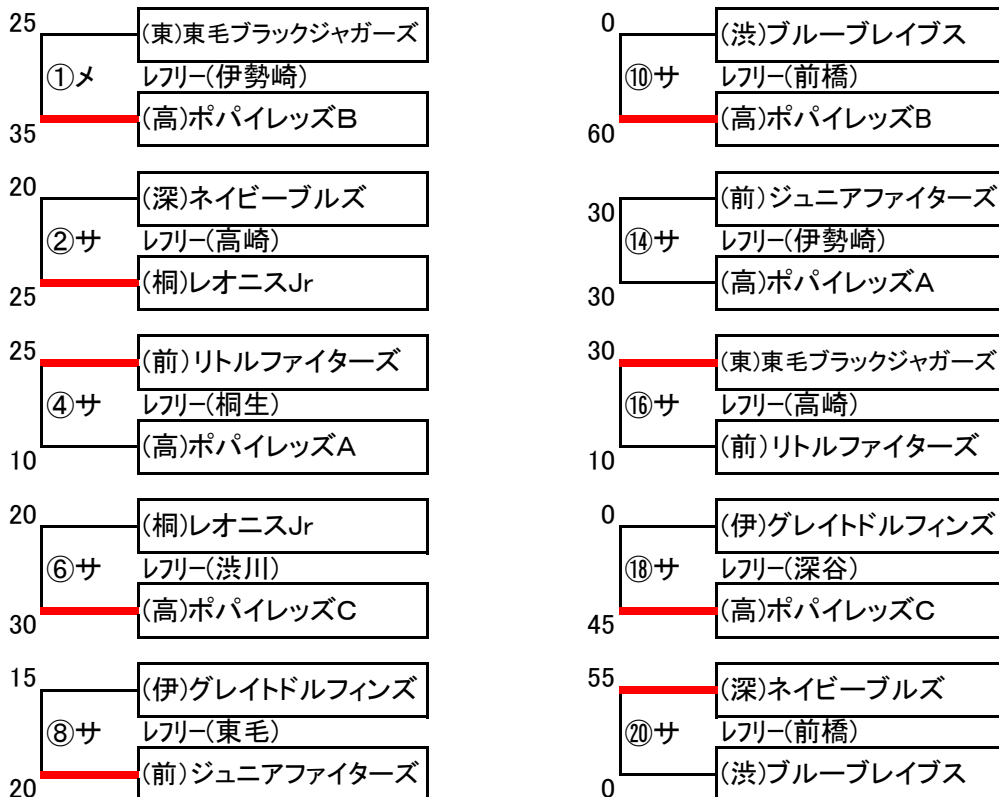 25
(東)東毛ブラックジャガーズ
①メ
レフリー(伊勢崎)
35
(高)ポパイレッズB
20
(深)ネイビーブルズ
②サ
レフリー(高崎)
25
(桐)レオニスJr
25
(前)リトルファイターズ
④サ
レフリー(桐生)
10
(高)ポパイレッズA
20
(桐)レオニスJr
⑥サ
レフリー(渋川)
30
(高)ポパイレッズC
15
(伊)グレイトドルフィンズ
⑧サ
レフリー(東毛)
20
(前)ジュニアファイターズ
0
(渋)ブルーブレイブス
⑩サ
レフリー(前橋)
60
(高)ポパイレッズB
30
(前)ジュニアファイターズ
⑭サ
レフリー(伊勢崎)
30
(高)ポパイレッズA
30
(東)東毛ブラックジャガーズ
⑯サ
レフリー(高崎)
10
(前)リトルファイターズ
0
(伊)グレイトドルフィンズ
⑱サ
レフリー(深谷)
45
(高)ポパイレッズC
55
(深)ネイビーブルズ
⑳サ
レフリー(前橋)
0
(渋)ブルーブレイブス